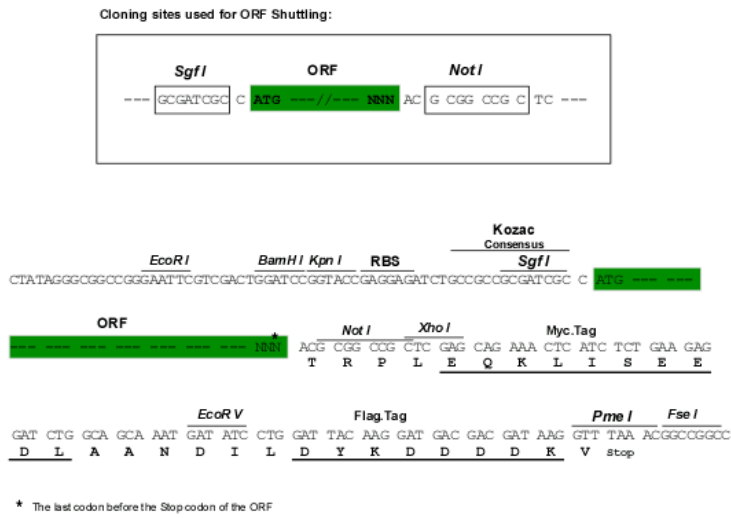 Cloning sites used for ORF Shuttling:
Sgf I ORF Not I
--- GCGATCGC C ATG ---//--- NNN AC G CGG CCG C TC ---
Kozac
Consensus
EcoR I BamH I Kpn I RBS Sgf I
CTATAGGGCGGCCGGGAATTCGTCGACTGGATCCGGTACCGAGGAGATCTGCCGCCGCGATCGC C ATG --- ---
ORF
--- --- --- --- --- --- --- --- --- NNN ACG CGG CCG CTC GAG CAG AAA CTC ATC TCT GAA GAG
* Not I Xho I Myc.Tag
T R P L E Q K L I S E E
EcoR V Flag.Tag Pme I Fse I
GAT CTG GCA GCA AAT GAT ATC CTG GAT TAC AAG GAT GAC GAC GAT AAG GTT TAA ACGGCCGGCC
D L A A N D I L D Y K D D D D K V Stop
* The last codon before the Stop codon of the ORF